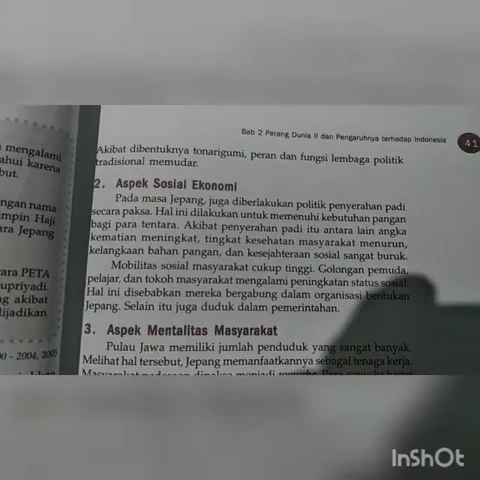 Bab 2 Perang Dunia II dan Pengaruhnya terhadap Indonesia
41
Akibat dibentuknya tonarigumi, peran dan fungsi lembaga politik
tradisional memudar.
2. Aspek Sosial Ekonomi
Pada masa Jepang, juga diberlakukan politik penyerahan padi
secara paksa. Hal ini dilakukan untuk memenuhi kebutuhan pangan
bagi para tentara. Akibat penyerahan padi itu antara lain angka
kematian meningkat, tingkat kesehatan masyarakat menurun,
kelangkaan bahan pangan, dan kesejahteraan sosial sangat buruk.
Mobilitas sosial masyarakat cukup tinggi. Golongan pemuda,
pelajar, dan tokoh masyarakat mengalami peningkatan status sosial.
Hal ini disebabkan mereka bergabung dalam organisasi bentukan
Jepang. Selain itu juga duduk dalam pemerintahan.
3. Aspek Mentalitas Masyarakat
Pulau Jawa memiliki jumlah penduduk yang sangat banyak.
Melihat hal tersebut, Jepang memanfaatkannya sebagai tenaga kerja.
mengalami
ahui karena
but.
ngan nama
impin Haji
ara Jepang
cara PETA
upriyadi.
ng akibat
dijadikan
00 - 2004, 2005
InShOt